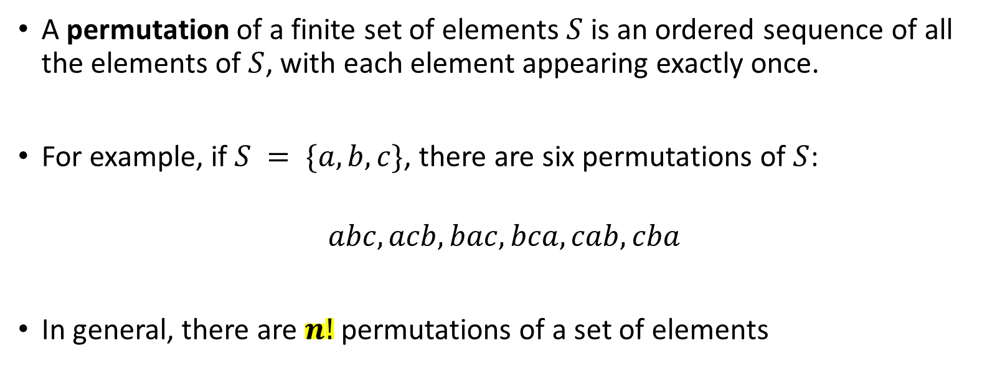 • A permutation of a finite set of elements 𝑆 is an ordered sequence of all
the elements of 𝑆, with each element appearing exactly once.
• For example, if 𝑆 = {𝑎, 𝑏, 𝑐}, there are six permutations of 𝑆:
𝑎𝑏𝑐, 𝑎𝑐𝑏, 𝑏𝑎𝑐, 𝑏𝑐𝑎, 𝑐𝑎𝑏, 𝑐𝑏𝑎
• In general, there are 𝒏! permutations of a set of elements